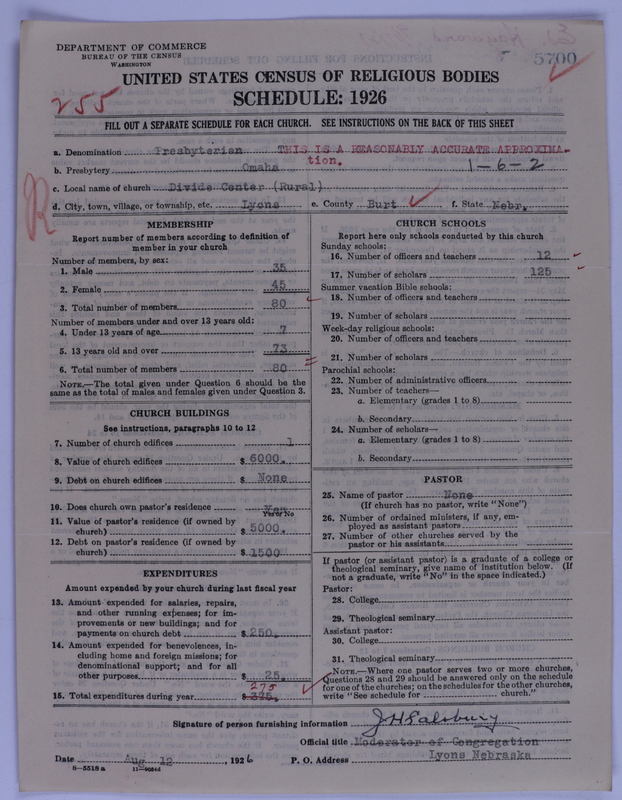 5700
DEPARTMENT OF COMMERCE
BUREAU OF THE CENSUS
WASHINGTON
UNITED STATES CENSUS OF RELIGIOUS BODIES
255
SCHEDULE: 1926
FILL OUT A SEPARATE SCHEDULE FOR EACH CHURCH. SEE INSTRUCTIONS ON THE BACK OF THIS SHEET
a. Denomination Presbyterian THIS IS A REASONABLY ACCURATE APPROXIMA-
tion.
b. Presbytery Omaha 1-6-2
c. Local name of church Divide Center (Rural)
d. City, town, village, or township, etc. Lyons e. County Burt f. State Nebr.
R
MEMBERSHIP
Report number of members according to definition of
member in your church
Number of members, by sex:
1. Male 35
2. Female 45
3. Total number of members 80
Number of members under and over 13 years old:
4. Under 13 years of age 7
5. 13 years old and over 73
6. Total number of members 80
NOTE.—The total given under Question 6 should be the
same as the total of males and females given under Question 3.
CHURCH BUILDINGS
See instructions, paragraphs 10 to 12
7. Number of church edifices 1
8. Value of church edifices $ 6000.
9. Debt on church edifices $ None
10. Does church own pastor's residence
Yes or No
11. Value of pastor's residence (if owned by
church) $ 5000.
12. Debt on pastor's residence (if owned by
church) $ 1500
EXPENDITURES
Amount expended by your church during last fiscal year
13. Amount expended for salaries, repairs,
and other running expenses; for im-
provements or new buildings; and for
payments on church debt $ 250.
14. Amount expended for benevolences, in-
cluding home and foreign missions; for
denominational support; and for all
other purposes $ 25.
275
15. Total expenditures during year $ 325.
CHURCH SCHOOLS
Report here only schools conducted by this church
Sunday schools:
16. Number of officers and teachers 12
17. Number of scholars 125
Summer vacation Bible schools:
18. Number of officers and teachers
19. Number of scholars
Week-day religious schools:
20. Number of officers and teachers
21. Number of scholars
Parochial schools:
22. Number of administrative officers
23. Number of teachers—
a. Elementary (grades 1 to 8)
b. Secondary
24. Number of scholars—
a. Elementary (grades 1 to 8)
b. Secondary
PASTOR
25. Name of pastor None
(If church has no pastor, write "None")
26. Number of ordained ministers, if any, em-
ployed as assistant pastors
27. Number of other churches served by the
pastor or his assistants
If pastor (or assistant pastor) is a graduate of a college or
theological seminary, give name of institution below. (If
not a graduate, write "No" in the space indicated.)
Pastor:
28. College
29. Theological seminary
Assistant pastor:
30. College
31. Theological seminary
NOTE.—Where one pastor serves two or more churches,
Questions 28 and 29 should be answered only on the schedule
for one of the churches; on the schedules for the other churches,
write "See schedule for church."
Signature of person furnishing information J H Salsbury
Official title Moderator of Congregation
Date Aug 12, 1926 P. O. Address Lyons Nebraska
8—5518 a